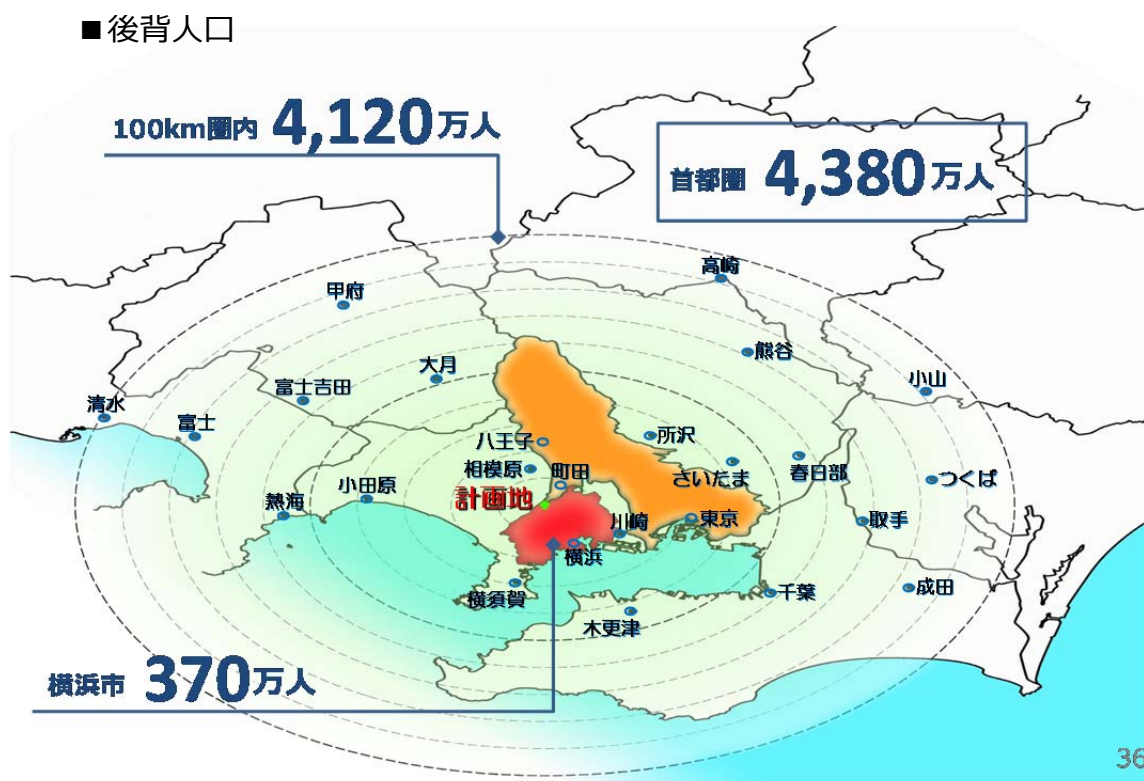 ■後背人口
100km圏内 4,120万人
首都圏 4,380万人
高崎
甲府
熊谷
大月
小山
富士吉田
清水
富士
八王子
所沢
相模原
町田
さいたま
春日部
つくば
計画地
小田原
熱海
川崎
東京
取手
横浜
横須賀
千葉
成田
木更津
横浜市 370万人
36